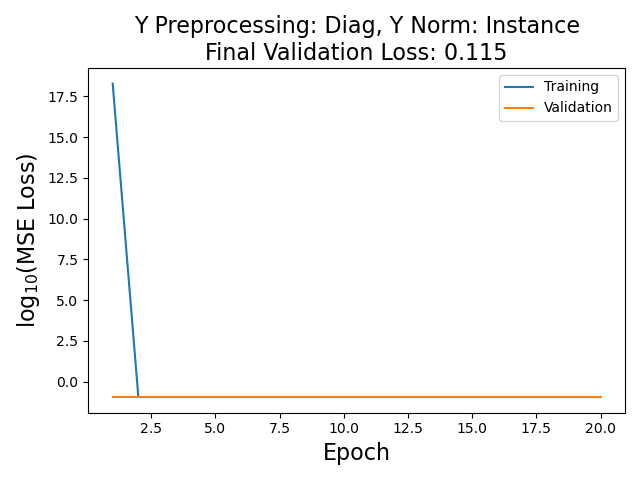 Y Preprocessing: Diag, Y Norm: Instance
Final Validation Loss: 0.115
Training
Validation
17.5
15.0
12.5
10.0
7.5
5.0
2.5
0.0
log₁₀(MSE Loss)
2.5 5.0 7.5 10.0 12.5 15.0 17.5 20.0
Epoch